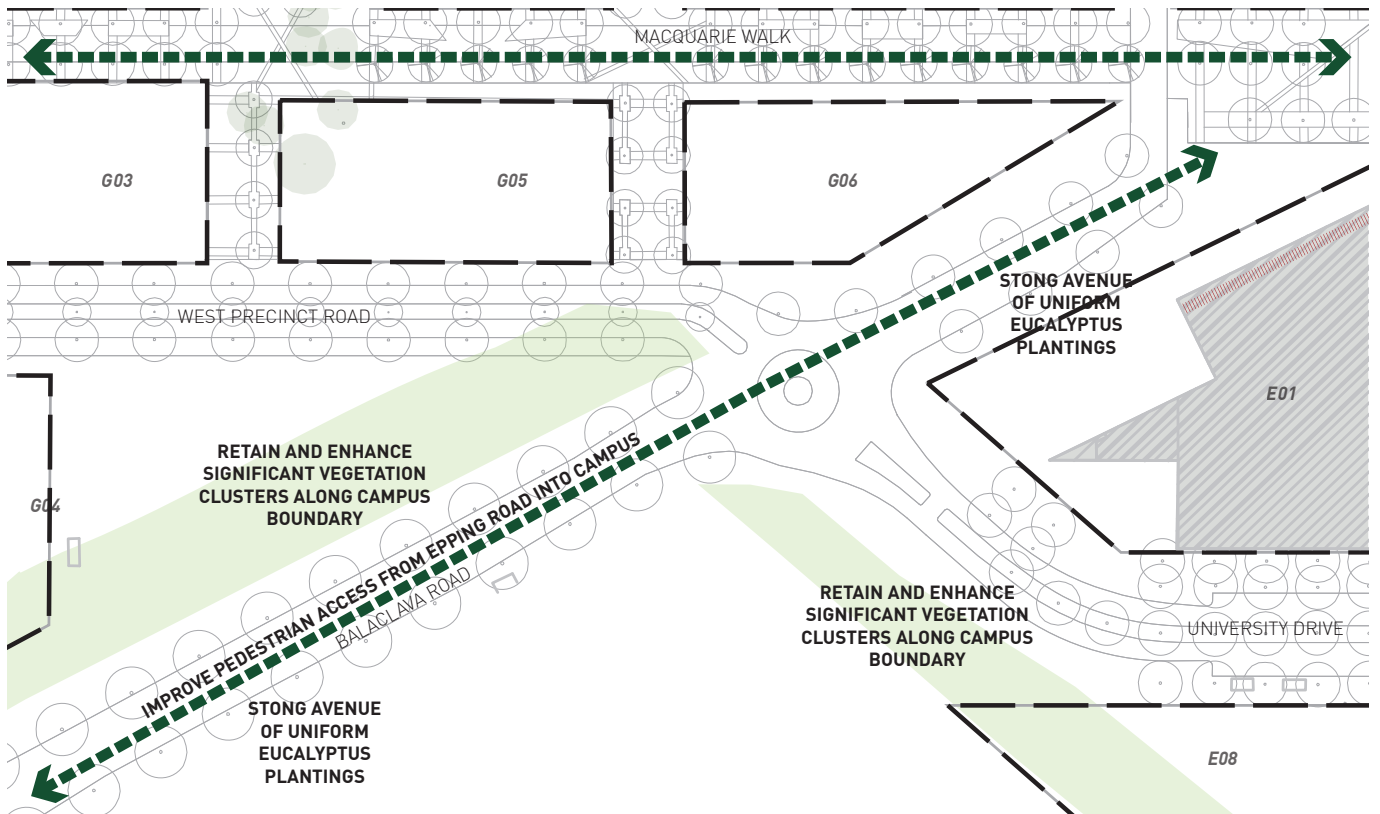 MACQUARIE WALK
G03
G05
G06
STONG AVENUE
OF UNIFORM
EUCALYPTUS
PLANTINGS
WEST PRECINCT ROAD
E01
RETAIN AND ENHANCE
SIGNIFICANT VEGETATION
CLUSTERS ALONG CAMPUS
BOUNDARY
G04
IMPROVE PEDESTRIAN ACCESS FROM EPPING ROAD INTO CAMPUS
BALACLAVA ROAD
RETAIN AND ENHANCE
SIGNIFICANT VEGETATION
CLUSTERS ALONG CAMPUS
BOUNDARY
UNIVERSITY DRIVE
STONG AVENUE
OF UNIFORM
EUCALYPTUS
PLANTINGS
E08